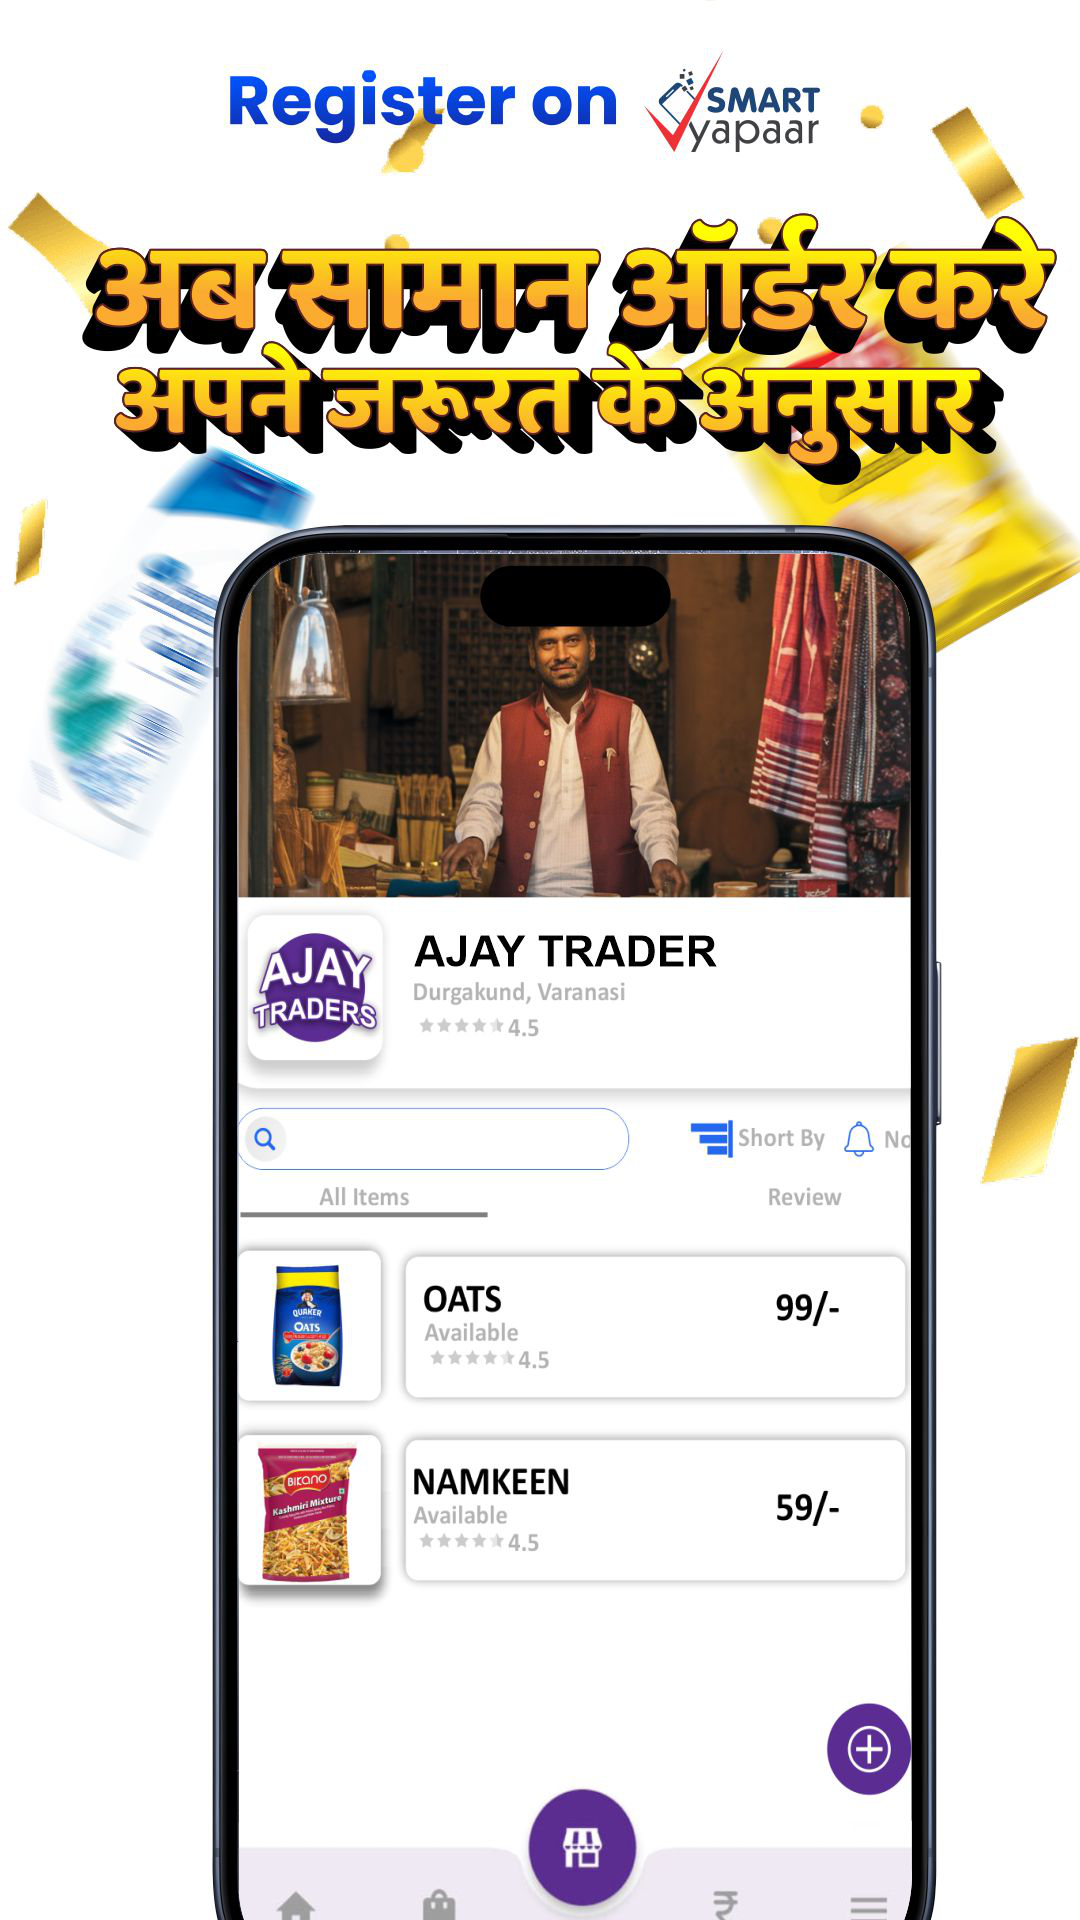 Register on SMART
vyapaar
अब सामान ऑर्डर करे
अपने जरूरत के अनुसार
AJAY
TRADERS
AJAY TRADER
Durgakund, Varanasi
4.5
Short By
No
All Items
Review
QUAKER
OATS
OATS
99/-
Available
4.5
BIKANO
Kashmiri Mixture
NAMKEEN
59/-
Available
4.5
₹